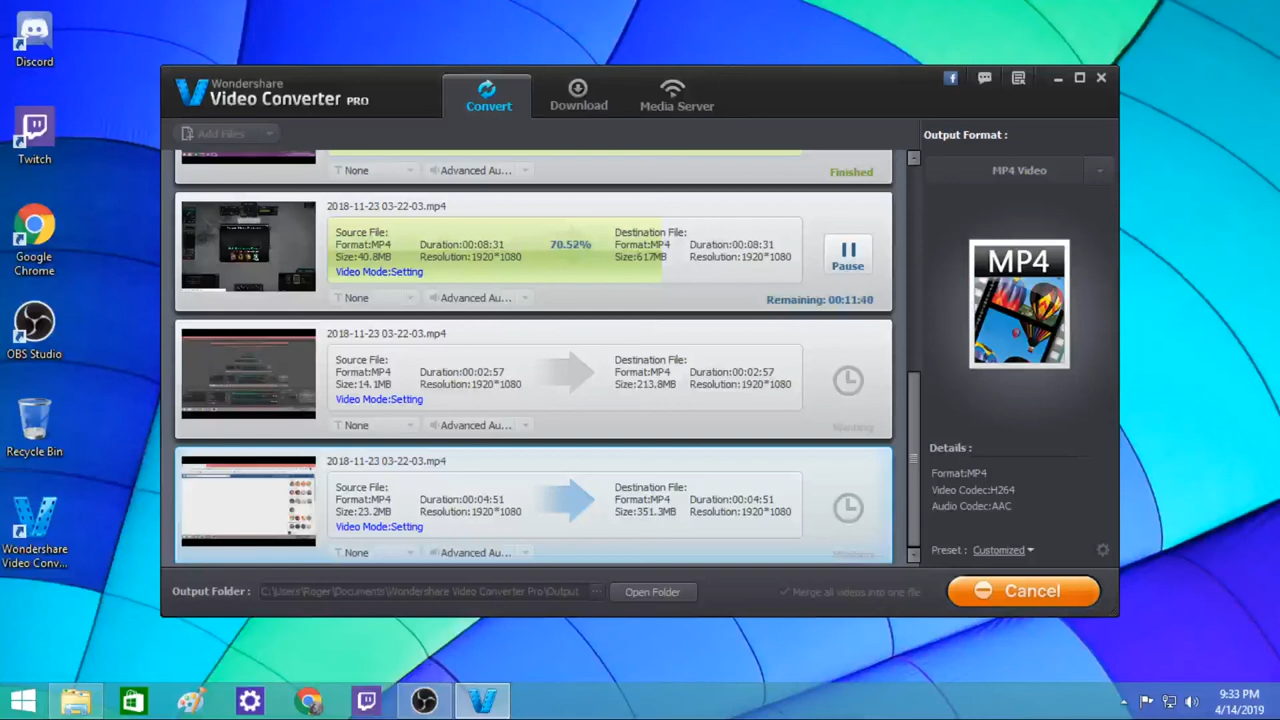 Discord
Twitch
Google
Chrome
OBS Studio
Recycle Bin
Wondershare
Video Conv...
Wondershare
Video Converter PRO
Convert
Download
Media Server
Add Files
Output Format :
MP4 Video
None
Advanced Au...
Finished
2018-11-23 03-22-03.mp4
Source File:
Format:MP4
Duration:00:08:31
Size:40.8MB
Resolution:1920*1080
Video Mode:Setting
70.52%
Destination File:
Format:MP4
Duration:00:08:31
Size:617MB
Resolution:1920*1080
Pause
None
Advanced Au...
Remaining: 00:11:40
2018-11-23 03-22-03.mp4
Source File:
Format:MP4
Duration:00:02:57
Size:14.1MB
Resolution:1920*1080
Video Mode:Setting
Destination File:
Format:MP4
Duration:00:02:57
Size:213.8MB
Resolution:1920*1080
None
Advanced Au...
Waiting
2018-11-23 03-22-03.mp4
Source File:
Format:MP4
Duration:00:04:51
Size:23.2MB
Resolution:1920*1080
Video Mode:Setting
Destination File:
Format:MP4
Duration:00:04:51
Size:351.3MB
Resolution:1920*1080
None
Advanced Au...
MP4
Details :
Format:MP4
Video Codec:H264
Audio Codec:AAC
Preset : Customized
Output Folder : C:\Users\Roger\Documents\Wondershare Video Converter Pro\Output ...
Open Folder
Merge all videos into one file
Cancel
9:33 PM
4/14/2019